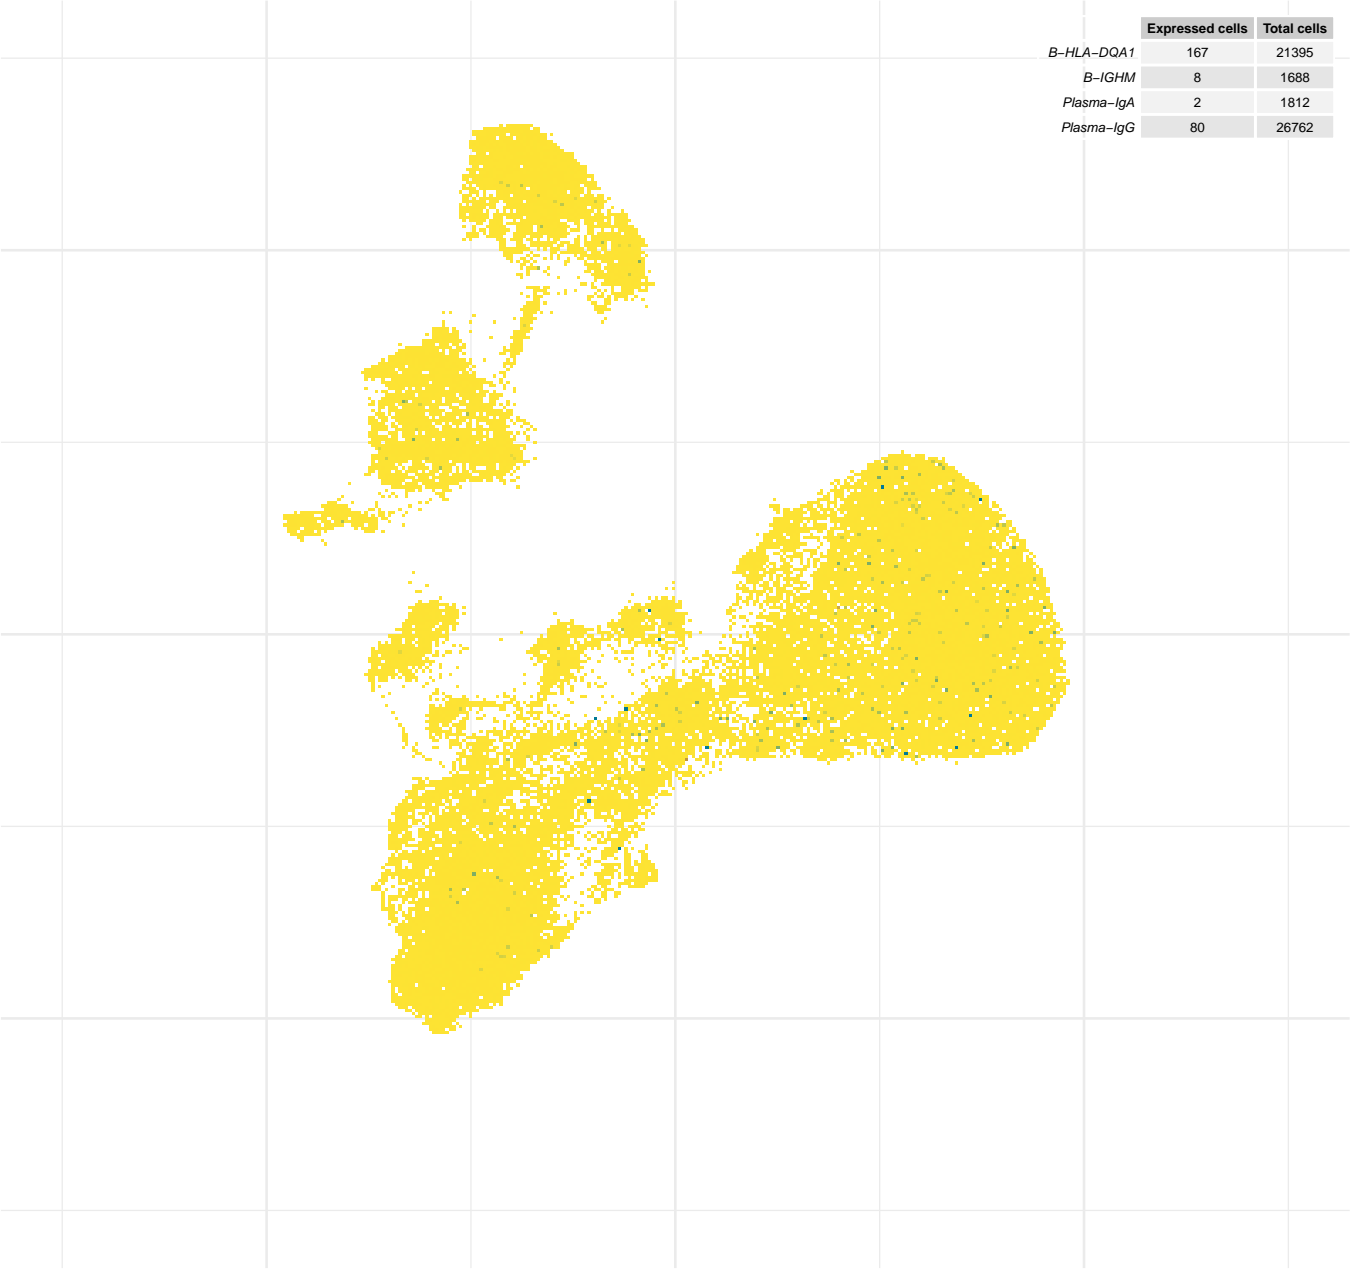 Expressed cells Total cells
B−HLA−DQA1 167 21395
B−IGHM 8 1688
Plasma−IgA 2 1812
Plasma−IgG 80 26762